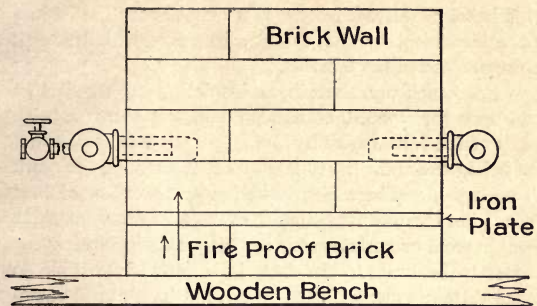 Brick Wall
Iron
Plate
Fire Proof Brick
Wooden Bench